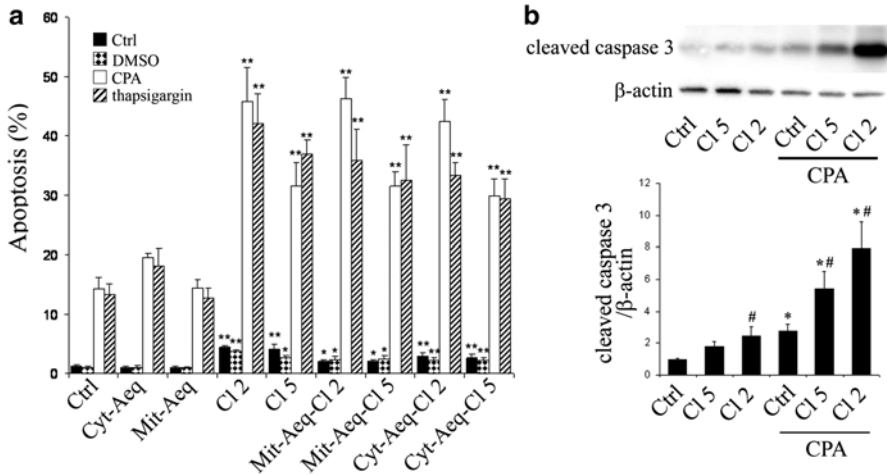 a
Apoptosis (%)
60
50
40
30
20
10
0
Ctrl
DMSO
CPA
thapsigargin
** ** ** ** ** * ** ** ** ** * * ** ** * * ** ** ** ** ** ** ** ** ** **
Ctrl
Cyt-Aeq
Mit-Aeq
Cl 2
Cl 5
Mit-Aeq-Cl 2
Mit-Aeq-Cl 5
Cyt-Aeq-Cl 2
Cyt-Aeq-Cl 5
b
cleaved caspase 3
β-actin
Ctrl
Cl 5
Cl 2
Ctrl
Cl 5
Cl 2
CPA
cleaved caspase 3
/β-actin
12
10
8
6
4
2
0
#
*
*#
*#
Ctrl
Cl 5
Cl 2
Ctrl
Cl 5
Cl 2
CPA